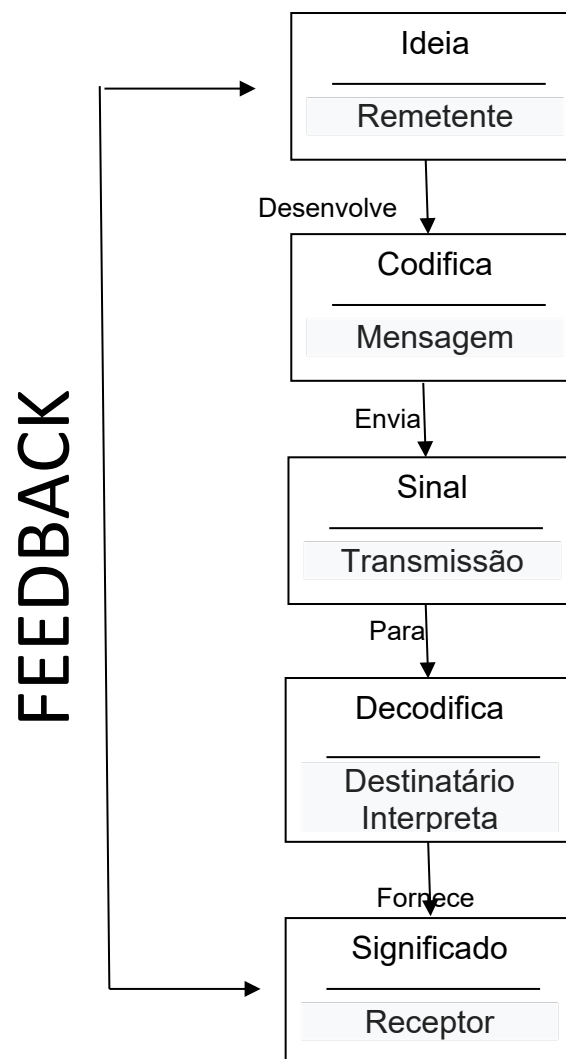 Ideia
Remetente
Desenvolve
Codifica
Mensagem
Envia
Sinal
Transmissão
Para
Decodifica
Destinatário
Interpreta
Fornece
Significado
Receptor
FEEDBACK